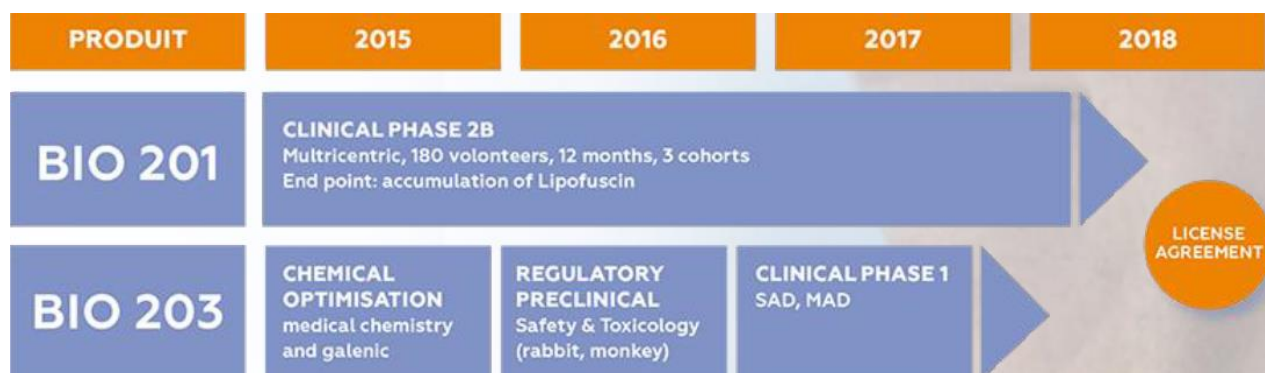 PRODUIT 2015 2016 2017 2018
BIO 201
CLINICAL PHASE 2B
Multricentric, 180 volonteers, 12 months, 3 cohorts
End point: accumulation of Lipofuscin
LICENSE
AGREEMENT
BIO 203
CHEMICAL
OPTIMISATION
medical chemistry
and galenic
REGULATORY
PRECLINICAL
Safety & Toxicology
(rabbit, monkey)
CLINICAL PHASE 1
SAD, MAD